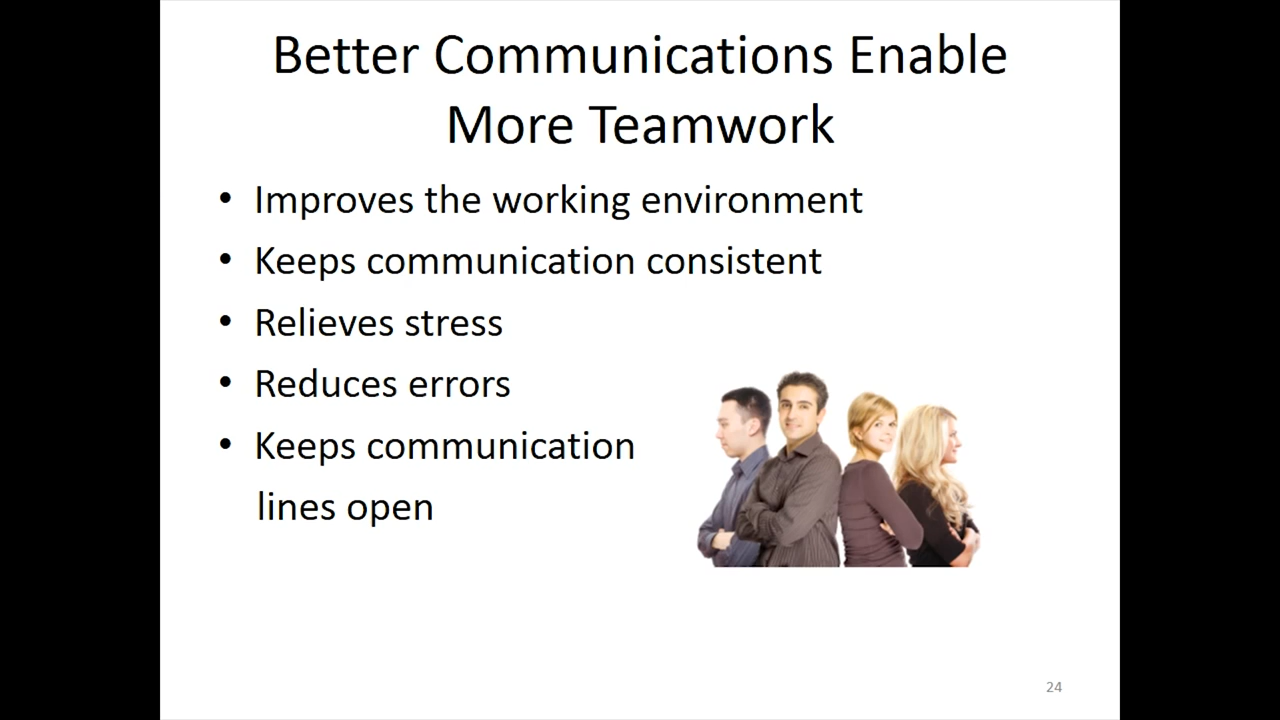 Better Communications Enable
More Teamwork
• Improves the working environment
• Keeps communication consistent
• Relieves stress
• Reduces errors
• Keeps communication
lines open
24